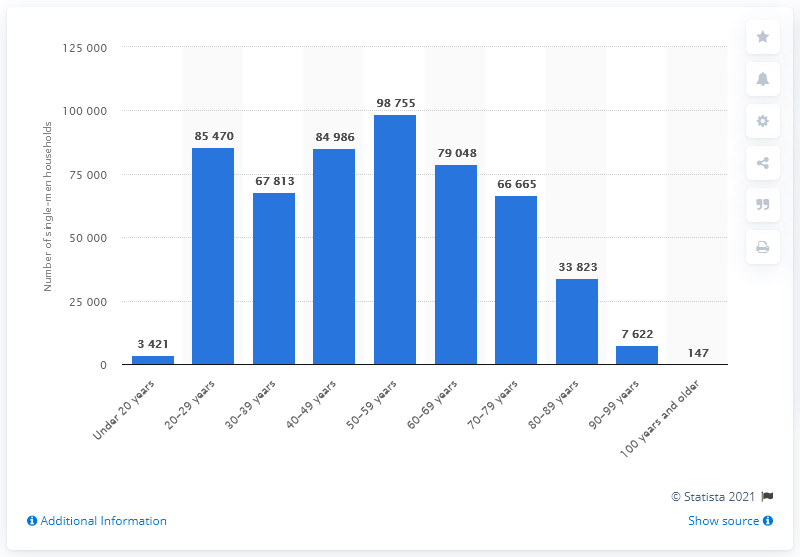 125 000
100 000
75 000
50 000
25 000
0
Number of single-men households
3 421
85 470
67 813
84 986
98 755
79 048
66 665
33 823
7 622
147
Under 20 years
20–29 years
30–39 years
40–49 years
50–59 years
60–69 years
70–79 years
80–89 years
90–99 years
100 years and older
© Statista 2021
Additional Information
Show source